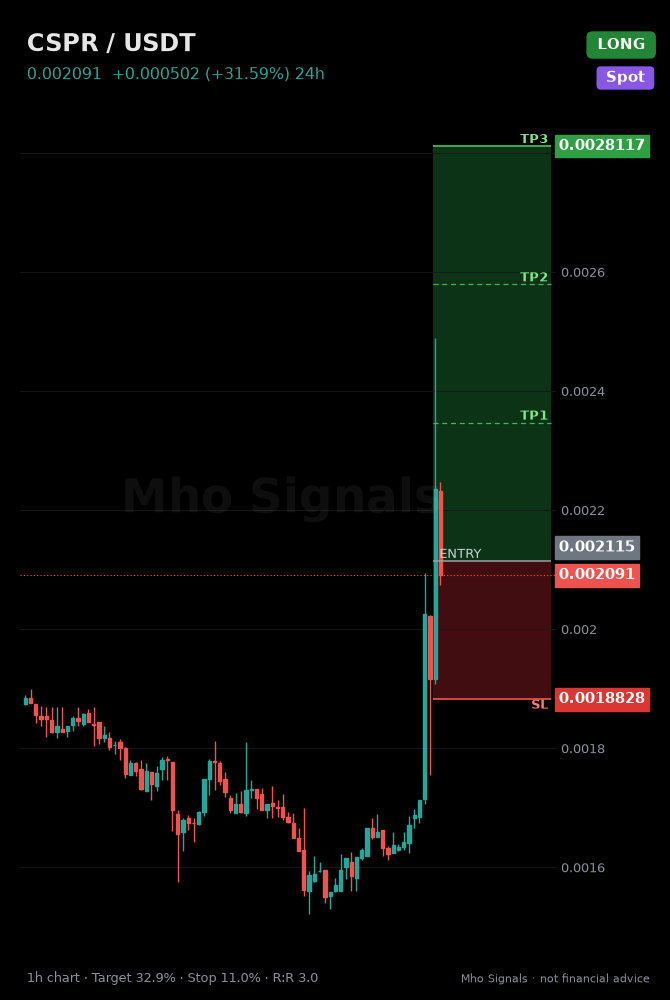 CSPR / USDT
LONG
0.002091 +0.000502 (+31.59%) 24h
Spot
TP3
0.0028117
TP2
0.0026
0.0024
TP1
Mho Signals
0.0022
ENTRY
0.002115
0.002091
0.002
SL
0.0018828
0.0018
0.0016
1h chart · Target 32.9% · Stop 11.0% · R:R 3.0
Mho Signals · not financial advice